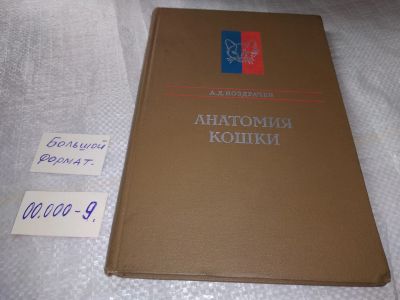 А.Д. НОЗДРАЧЕВ
АНАТОМИЯ
КОШКИ
Большой
формат.
00.000-9.